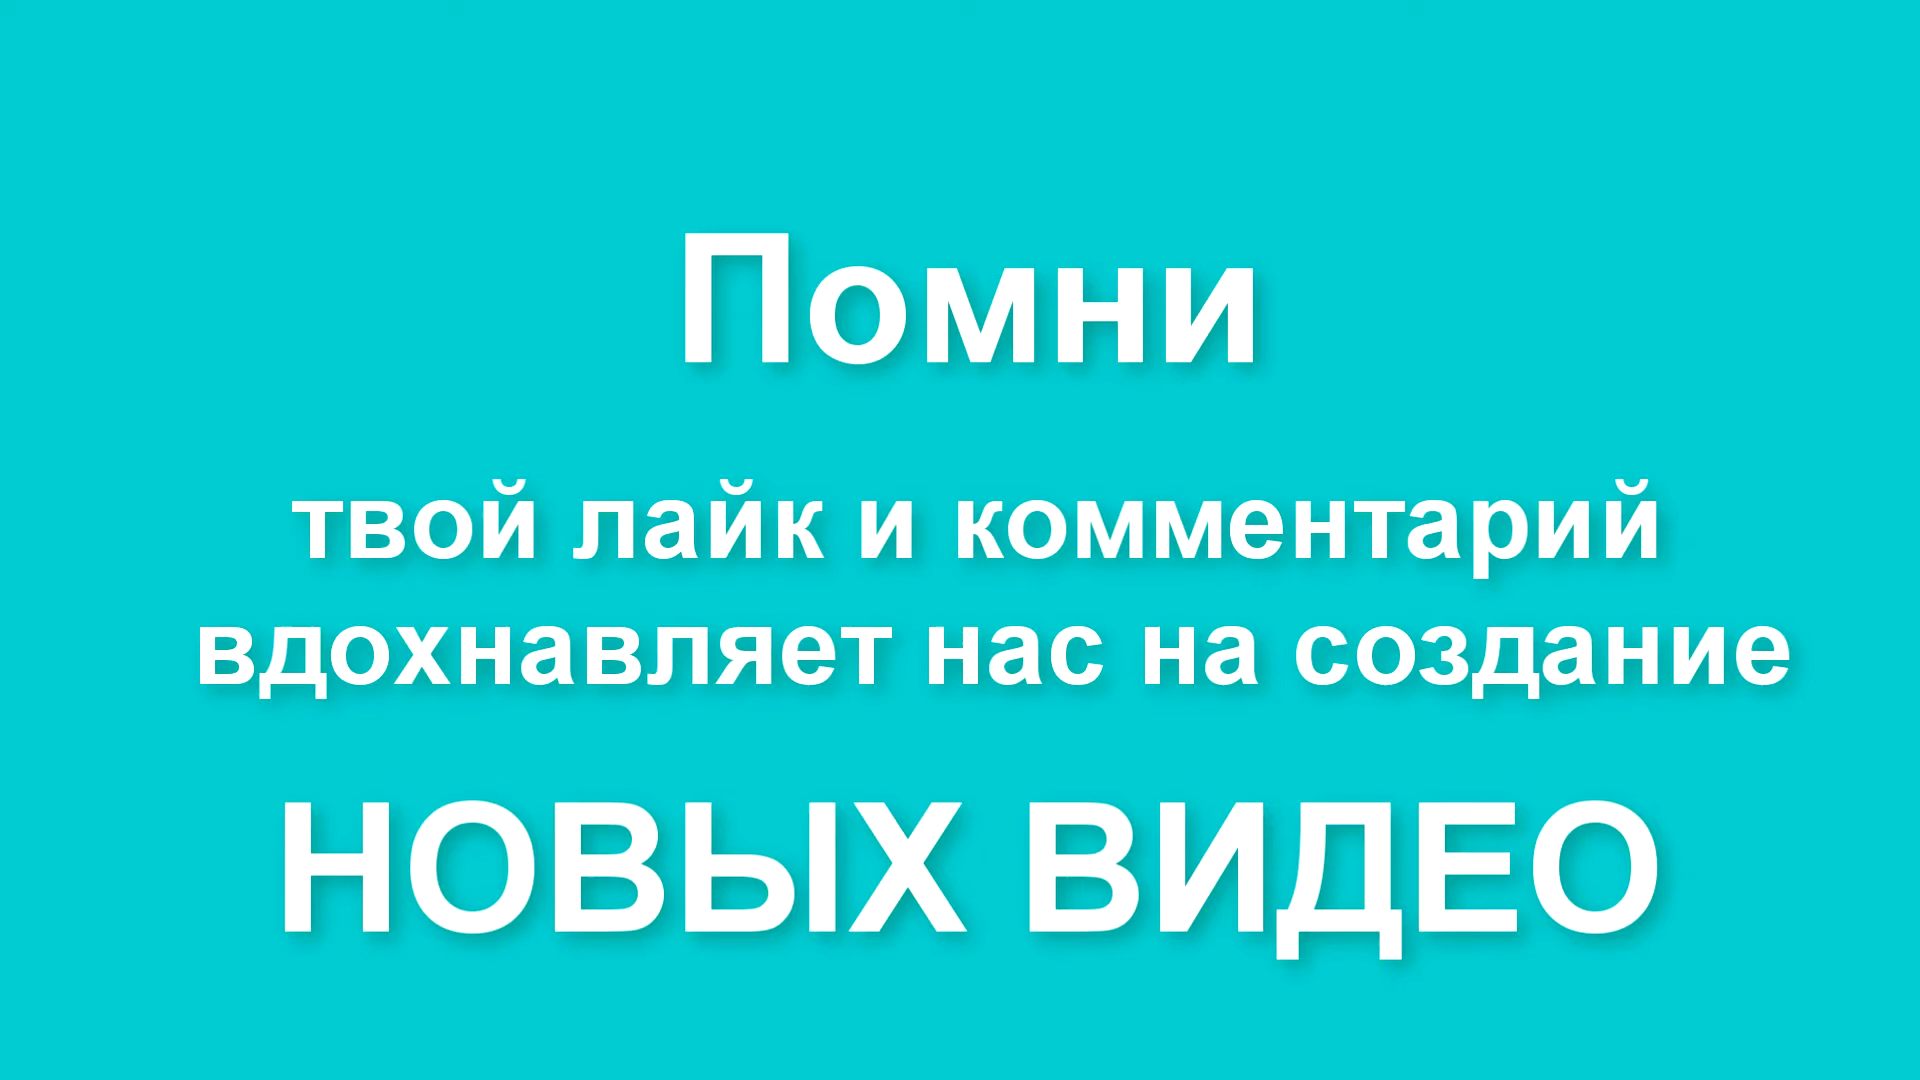 Помни
твой лайк и комментарий
вдохнавляет нас на создание
НОВЫХ ВИДЕО